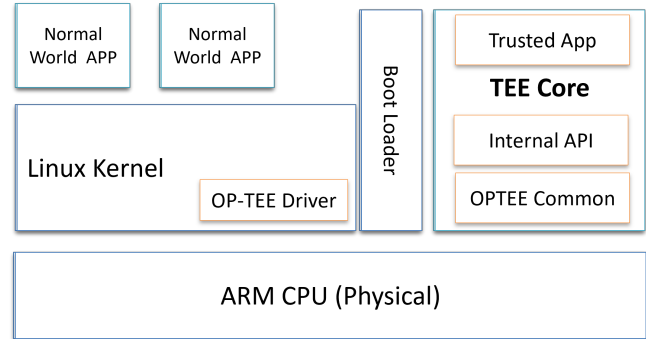 Normal
World APP
Normal
World APP
Boot Loader
Trusted App
TEE Core
Internal API
OPTEE Common
Linux Kernel
OP-TEE Driver
ARM CPU (Physical)